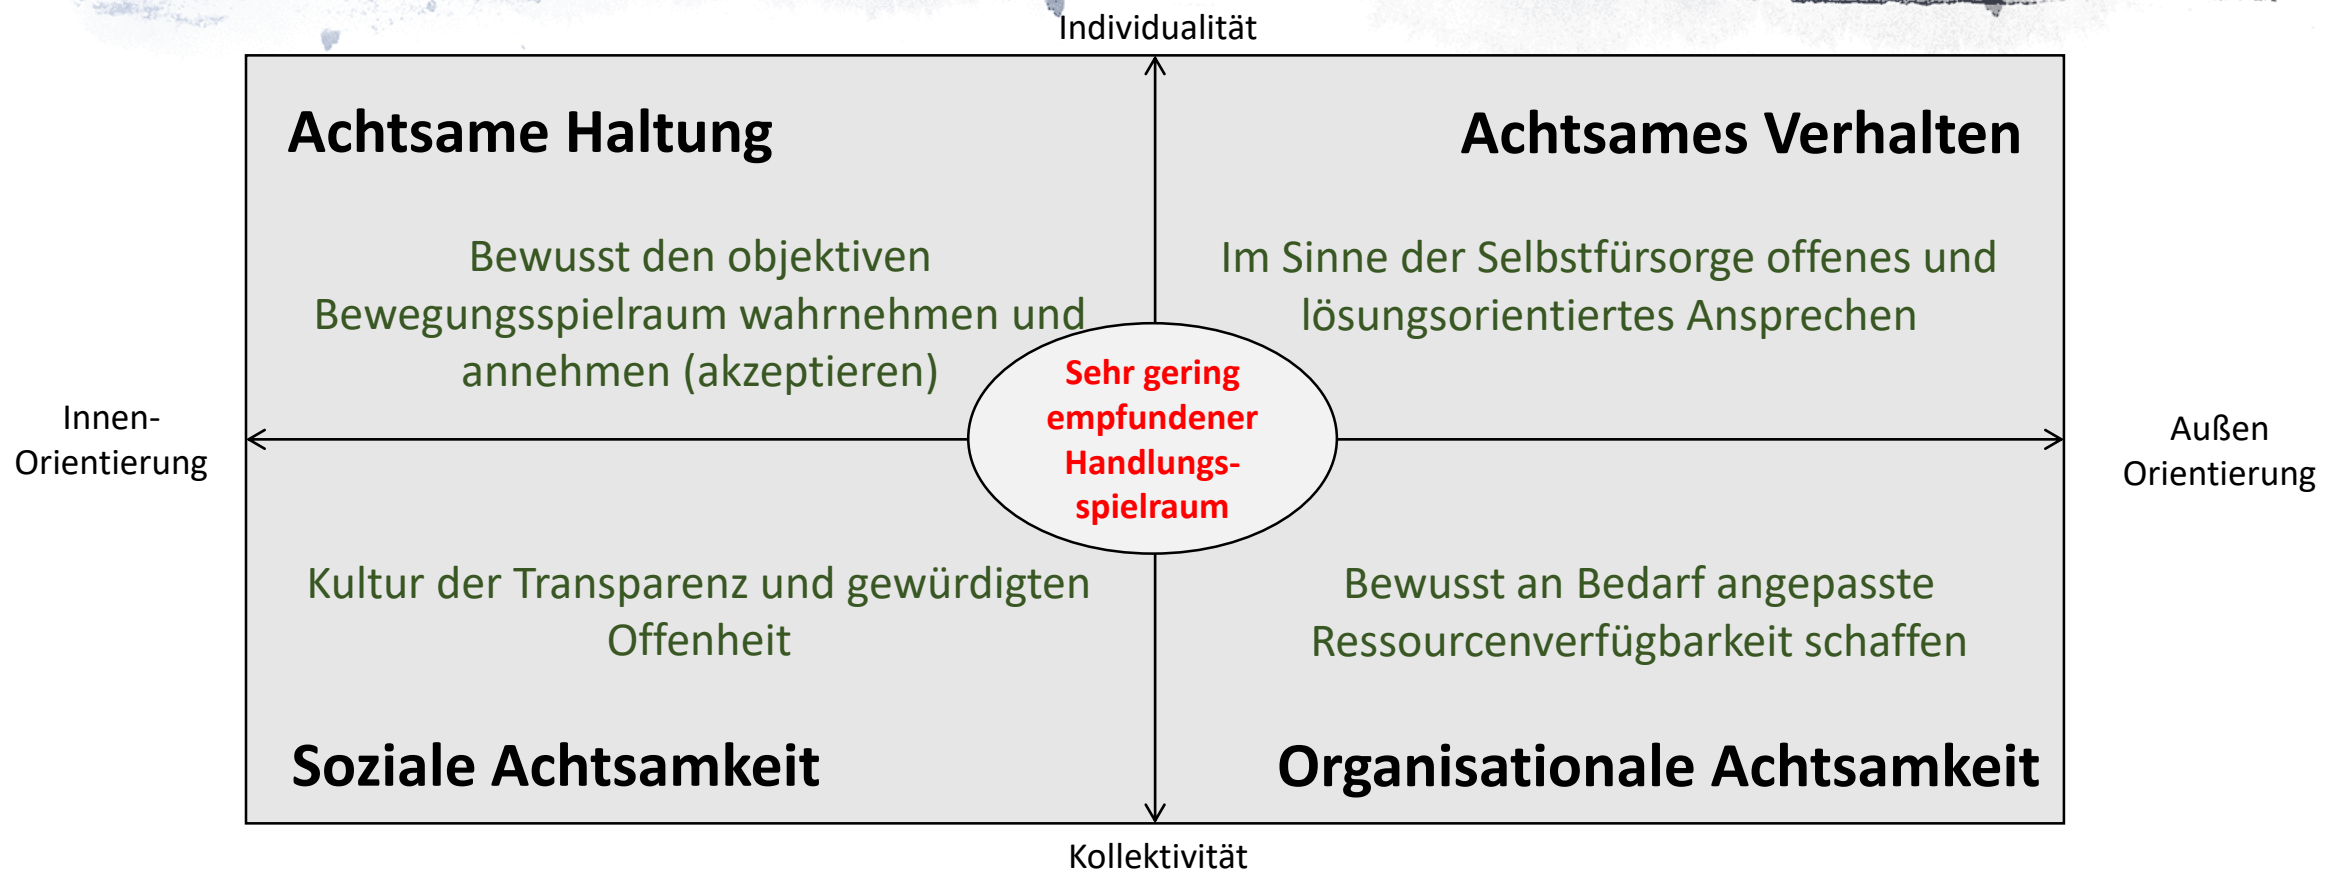 Individualität
Achtsame Haltung
Achtsames Verhalten
Bewusst den objektiven
Bewegungsspielraum wahrnehmen und
annehmen (akzeptieren)
Im Sinne der Selbstfürsorge offenes und
lösungsorientiertes Ansprechen
Innen-
Orientierung
Sehr gering
empfundener
Handlungs-
spielraum
Außen
Orientierung
Kultur der Transparenz und gewürdigten
Offenheit
Bewusst an Bedarf angepasste
Ressourcenverfügbarkeit schaffen
Soziale Achtsamkeit
Organisationale Achtsamkeit
Kollektivität